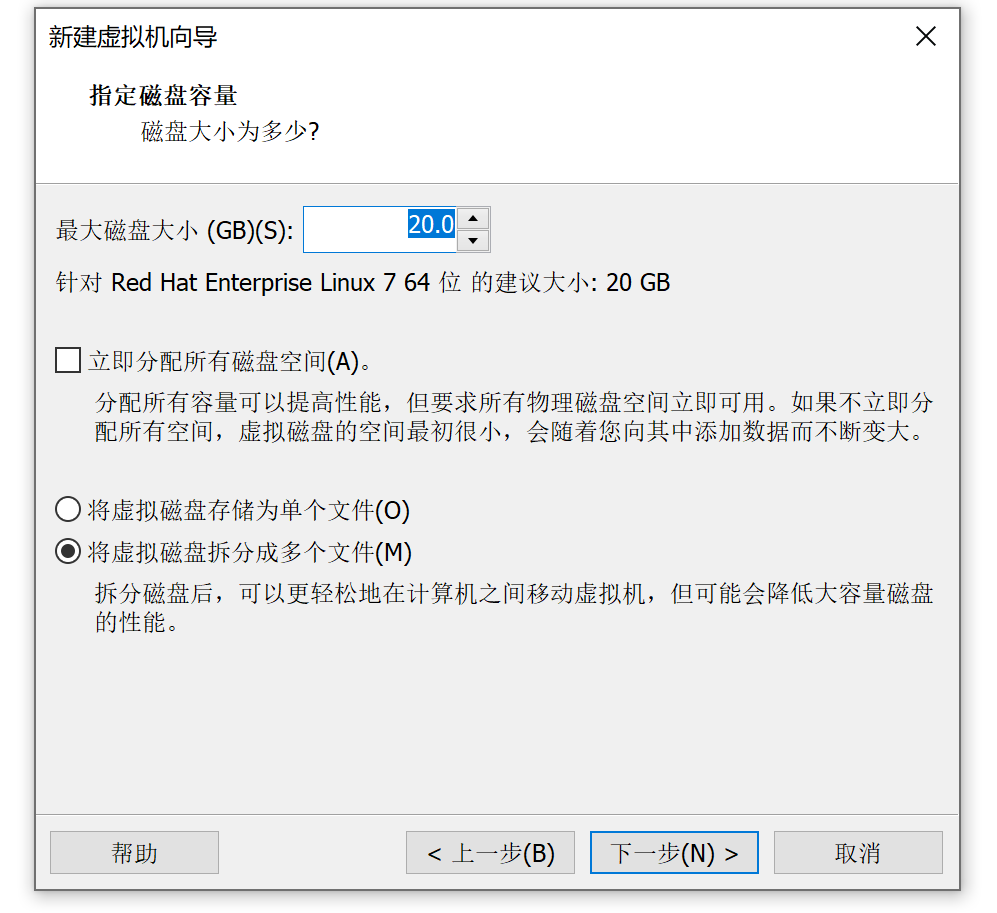 新建虚拟机向导
指定磁盘容量
磁盘大小为多少?
最大磁盘大小 (GB)(S): 20.0
针对 Red Hat Enterprise Linux 7 64 位 的建议大小: 20 GB
立即分配所有磁盘空间(A)。
分配所有容量可以提高性能，但要求所有物理磁盘空间立即可用。如果不立即分
配所有空间，虚拟磁盘的空间最初很小，会随着您向其中添加数据而不断变大。
将虚拟磁盘存储为单个文件(O)
将虚拟磁盘拆分成多个文件(M)
拆分磁盘后，可以更轻松地在计算机之间移动虚拟机，但可能会降低大容量磁盘
的性能。
帮助 < 上一步(B) 下一步(N) > 取消